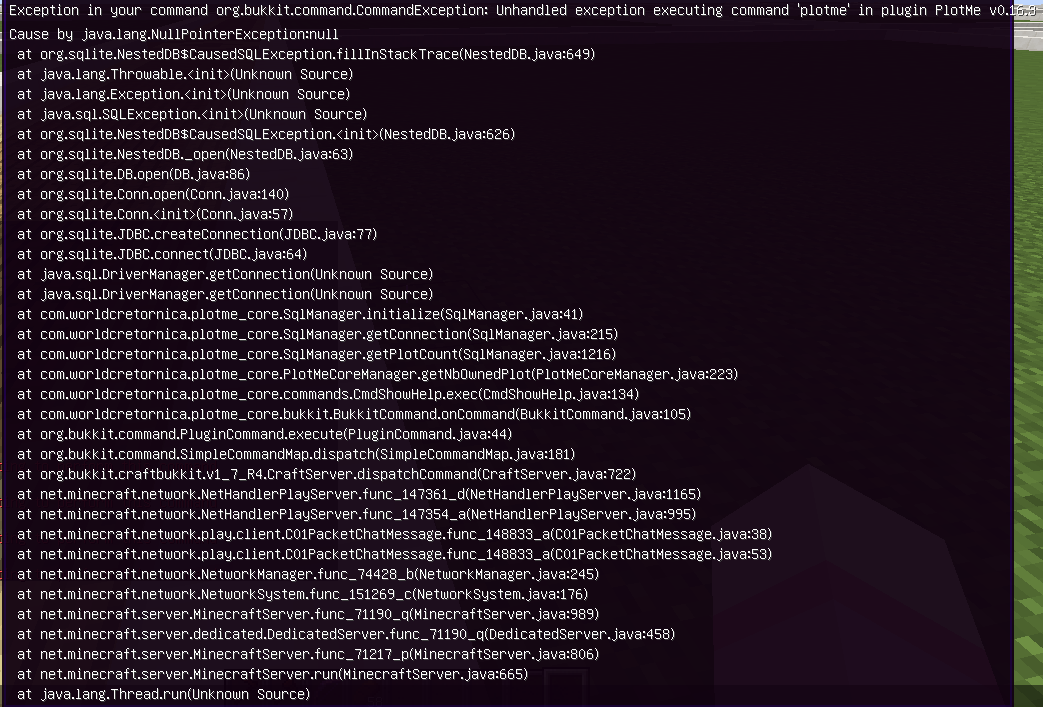 Exception in your command org.bukkit.command.CommandException: Unhandled exception executing command 'plotme' in plugin PlotMe v0.16.3
Cause by java.lang.NullPointerException:null
at org.sqlite.NestedDB$CausedSQLException.fillInStackTrace(NestedDB.java:649)
at java.lang.Throwable.<init>(Unknown Source)
at java.lang.Exception.<init>(Unknown Source)
at java.sql.SQLException.<init>(Unknown Source)
at org.sqlite.NestedDB$CausedSQLException.<init>(NestedDB.java:626)
at org.sqlite.NestedDB._open(NestedDB.java:63)
at org.sqlite.DB.open(DB.java:86)
at org.sqlite.Conn.open(Conn.java:140)
at org.sqlite.Conn.<init>(Conn.java:57)
at org.sqlite.JDBC.createConnection(JDBC.java:77)
at org.sqlite.JDBC.connect(JDBC.java:64)
at java.sql.DriverManager.getConnection(Unknown Source)
at java.sql.DriverManager.getConnection(Unknown Source)
at com.worldcretornica.plotme_core.SqlManager.initialize(SqlManager.java:41)
at com.worldcretornica.plotme_core.SqlManager.getConnection(SqlManager.java:215)
at com.worldcretornica.plotme_core.SqlManager.getPlotCount(SqlManager.java:1216)
at com.worldcretornica.plotme_core.PlotMeCoreManager.getNbOwnedPlot(PlotMeCoreManager.java:223)
at com.worldcretornica.plotme_core.commands.CmdShowHelp.exec(CmdShowHelp.java:134)
at com.worldcretornica.plotme_core.bukkit.BukkitCommand.onCommand(BukkitCommand.java:105)
at org.bukkit.command.PluginCommand.execute(PluginCommand.java:44)
at org.bukkit.command.SimpleCommandMap.dispatch(SimpleCommandMap.java:181)
at org.bukkit.craftbukkit.v1_7_R4.CraftServer.dispatchCommand(CraftServer.java:722)
at net.minecraft.network.NetHandlerPlayServer.func_147361_d(NetHandlerPlayServer.java:1165)
at net.minecraft.network.NetHandlerPlayServer.func_147354_a(NetHandlerPlayServer.java:995)
at net.minecraft.network.play.client.C01PacketChatMessage.func_148833_a(C01PacketChatMessage.java:38)
at net.minecraft.network.play.client.C01PacketChatMessage.func_148833_a(C01PacketChatMessage.java:53)
at net.minecraft.network.NetworkManager.func_74428_b(NetworkManager.java:245)
at net.minecraft.network.NetworkSystem.func_151269_c(NetworkSystem.java:176)
at net.minecraft.server.MinecraftServer.func_71190_q(MinecraftServer.java:989)
at net.minecraft.server.dedicated.DedicatedServer.func_71190_q(DedicatedServer.java:458)
at net.minecraft.server.MinecraftServer.func_71217_p(MinecraftServer.java:806)
at net.minecraft.server.MinecraftServer.run(MinecraftServer.java:665)
at java.lang.Thread.run(Unknown Source)